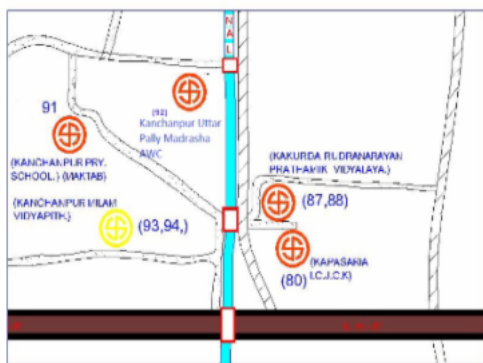 NAL
91
(92)
Kanchanpur Uttar
Pally Madrasha
AWC
(KANCHANPUR PRY.
SCHOOL.) (MAKTAB)
(KANCHANPUR MILAM
VIDYAPITH.)
(93,94,)
(KAKURDA RUDRANARAYAN
PRATHAMIK VIDYALAYA.)
(87,88)
(KAPASARIA
I.C.J.C.K)
(80)